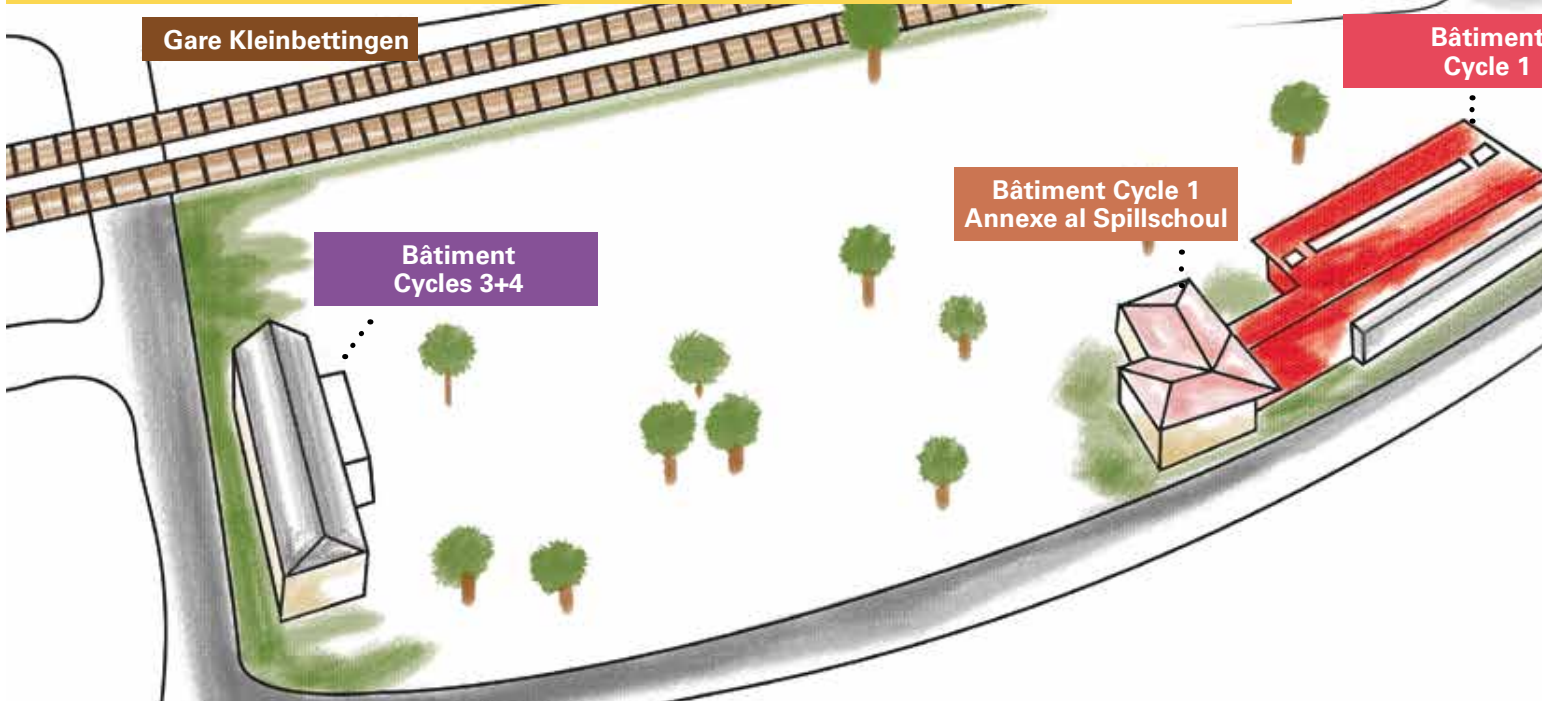 Gare Kleinbettingen
Bâtiment
Cycle 1
Bâtiment Cycle 1
Annexe al Spillschoul
Bâtiment
Cycles 3+4